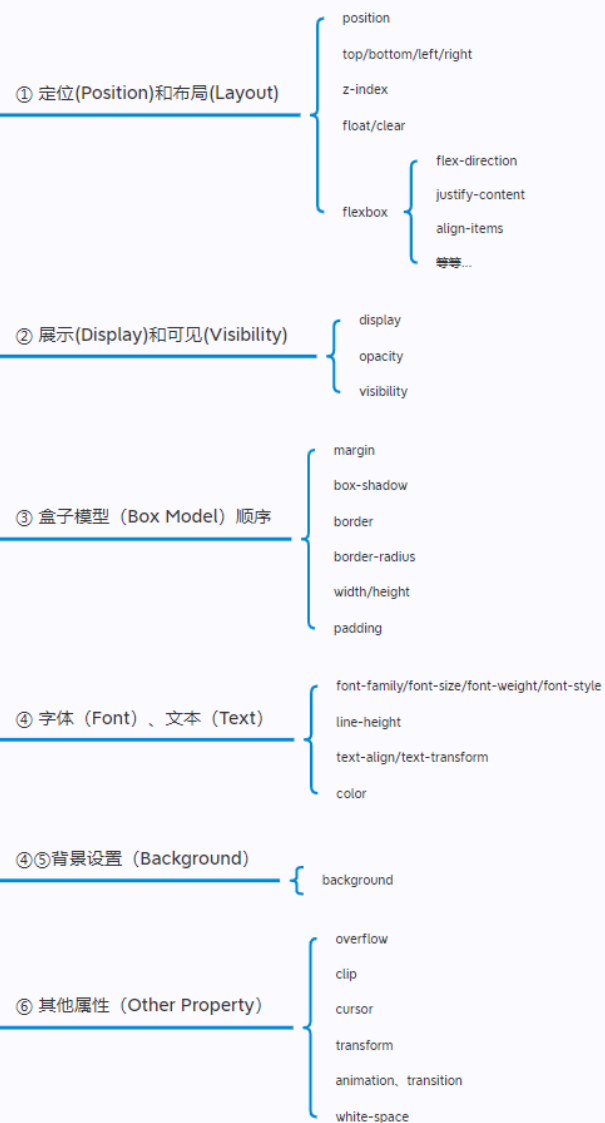 ① 定位(Position)和布局(Layout)
position
top/bottom/left/right
z-index
float/clear
flexbox
flex-direction
justify-content
align-items
等等...
② 展示(Display)和可见(Visibility)
display
opacity
visibility
③ 盒子模型（Box Model）顺序
margin
box-shadow
border
border-radius
width/height
padding
④ 字体（Font）、文本（Text）
font-family/font-size/font-weight/font-style
line-height
text-align/text-transform
color
④⑤背景设置（Background）
background
⑥ 其他属性（Other Property）
overflow
clip
cursor
transform
animation、transition
white-space